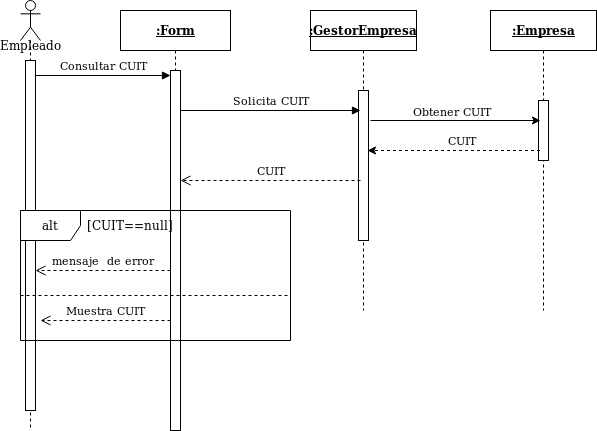 :Form
:GestorEmpresa
:Empresa
Empleado
Consultar CUIT
Solicita CUIT
Obtener CUIT
CUIT
CUIT
alt
[CUIT==null]
mensaje de error
Muestra CUIT